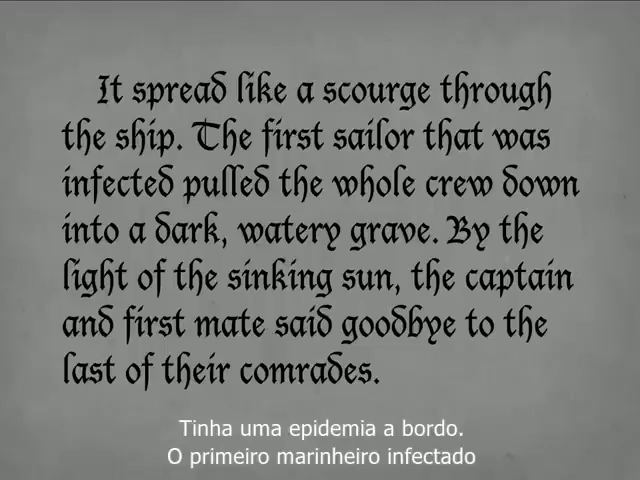 It spread like a scourge through
the ship. The first sailor that was
infected pulled the whole crew down
into a dark, watery grave. By the
light of the sinking sun, the captain
and first mate said goodbye to the
last of their comrades.
Tinha uma epidemia a bordo.
O primeiro marinheiro infectado